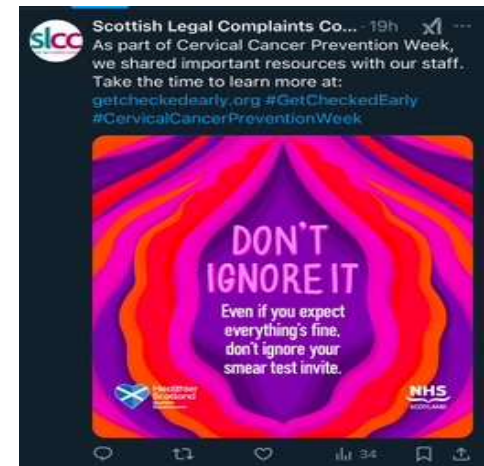 Scottish Legal Complaints Co... · 19h
slcc
As part of Cervical Cancer Prevention Week,
we shared important resources with our staff.
Take the time to learn more at:
getcheckedearly.org #GetCheckedEarly
#CervicalCancerPreventionWeek
DON'T
IGNORE IT
Even if you expect
everything's fine,
don't ignore your
smear test invite.
Healthier
Scotland
NHS
SCOTLAND
34